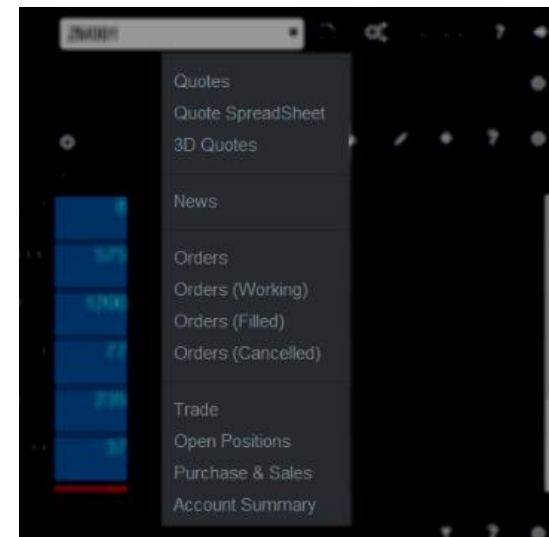 Quotes
Quote SpreadSheet
3D Quotes
News
Orders
Orders (Working)
Orders (Filled)
Orders (Cancelled)
Trade
Open Positions
Purchase & Sales
Account Summary